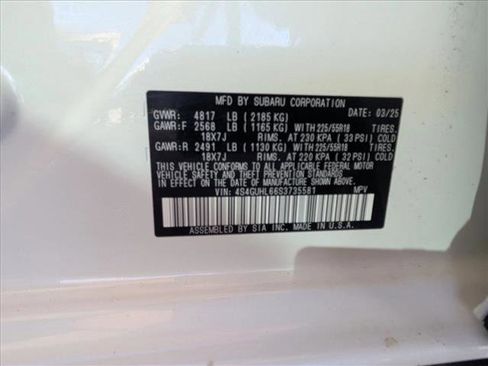 MFD BY SUBARU CORPORATION DATE: 03/25
GVWR: 4817 LB (2185 KG)
GAWR:F 2568 LB (1165 KG) WITH 225/55R18 TIRES.
18X7J RIMS. AT 230 KPA (33 PSI) COLD
GAWR:R 2491 LB (1130 KG) WITH 225/55R18 TIRES.
18X7J RIMS. AT 220 KPA (32 PSI) COLD
THIS VEHICLE CONFORMS TO ALL APPLICABLE FEDERAL MOTOR
VEHICLE SAFETY AND THEFT PREVENTION STANDARDS IN
EFFECT ON THE DATE OF MANUFACTURE SHOWN ABOVE.
VIN: 4S4GUHL66S3735581 MPV
ASSEMBLED BY SIA INC. MADE IN U.S.A.